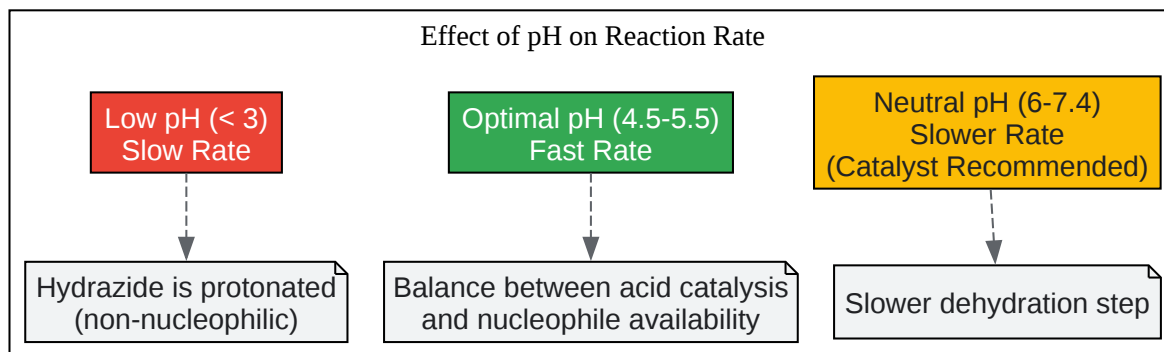 Effect of pH on Reaction Rate
Low pH (< 3)
Slow Rate
Optimal pH (4.5-5.5)
Fast Rate
Neutral pH (6-7.4)
Slower Rate
(Catalyst Recommended)
Hydrazide is protonated
(non-nucleophilic)
Balance between acid catalysis
and nucleophile availability
Slower dehydration step